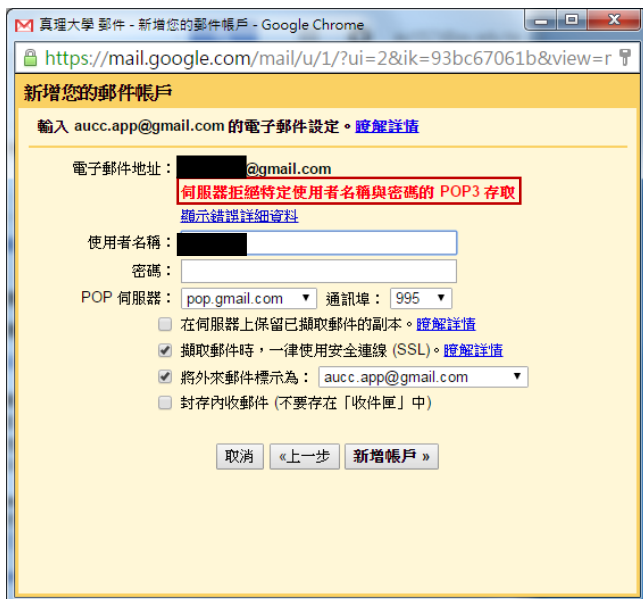 真理大學 郵件 - 新增您的郵件帳戶 - Google Chrome
https://mail.google.com/mail/u/1/?ui=2&ik=93bc67061b&view=r
新增您的郵件帳戶
輸入 aucc.app@gmail.com 的電子郵件設定。瞭解詳情
電子郵件地址： @gmail.com
伺服器拒絕特定使用者名稱與密碼的 POP3 存取
顯示錯誤詳細資料
使用者名稱：
密碼：
POP 伺服器： pop.gmail.com 通訊埠： 995
在伺服器上保留已擷取郵件的副本。瞭解詳情
擷取郵件時，一律使用安全連線 (SSL)。瞭解詳情
將外來郵件標示為： aucc.app@gmail.com
封存內收郵件 (不要存在「收件匣」中)
取消 «上一步 新增帳戶 »